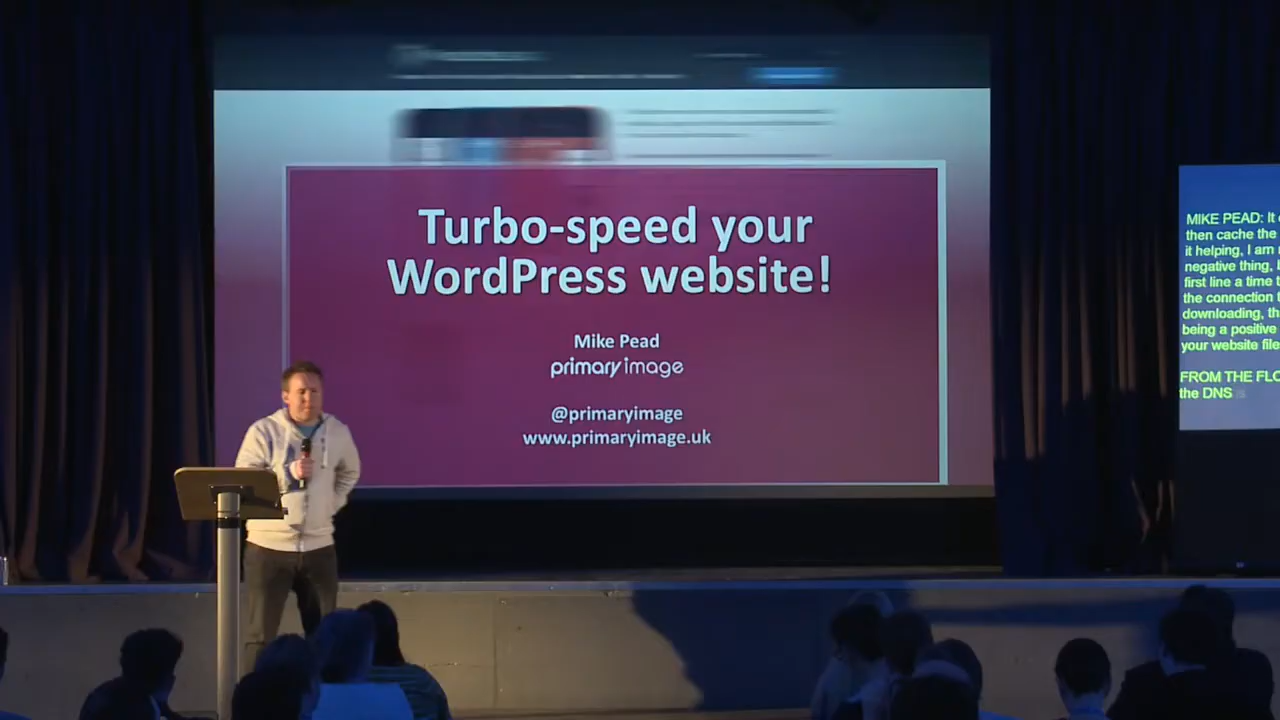 Turbo-speed your
WordPress website!
Mike Pead
primary image
@primaryimage
www.primaryimage.uk
MIKE PEAD: It
then cache the
it helping, I am
negative thing,
first line a time
the connection
downloading,
being a positive
your website file
FROM THE
the DNS is